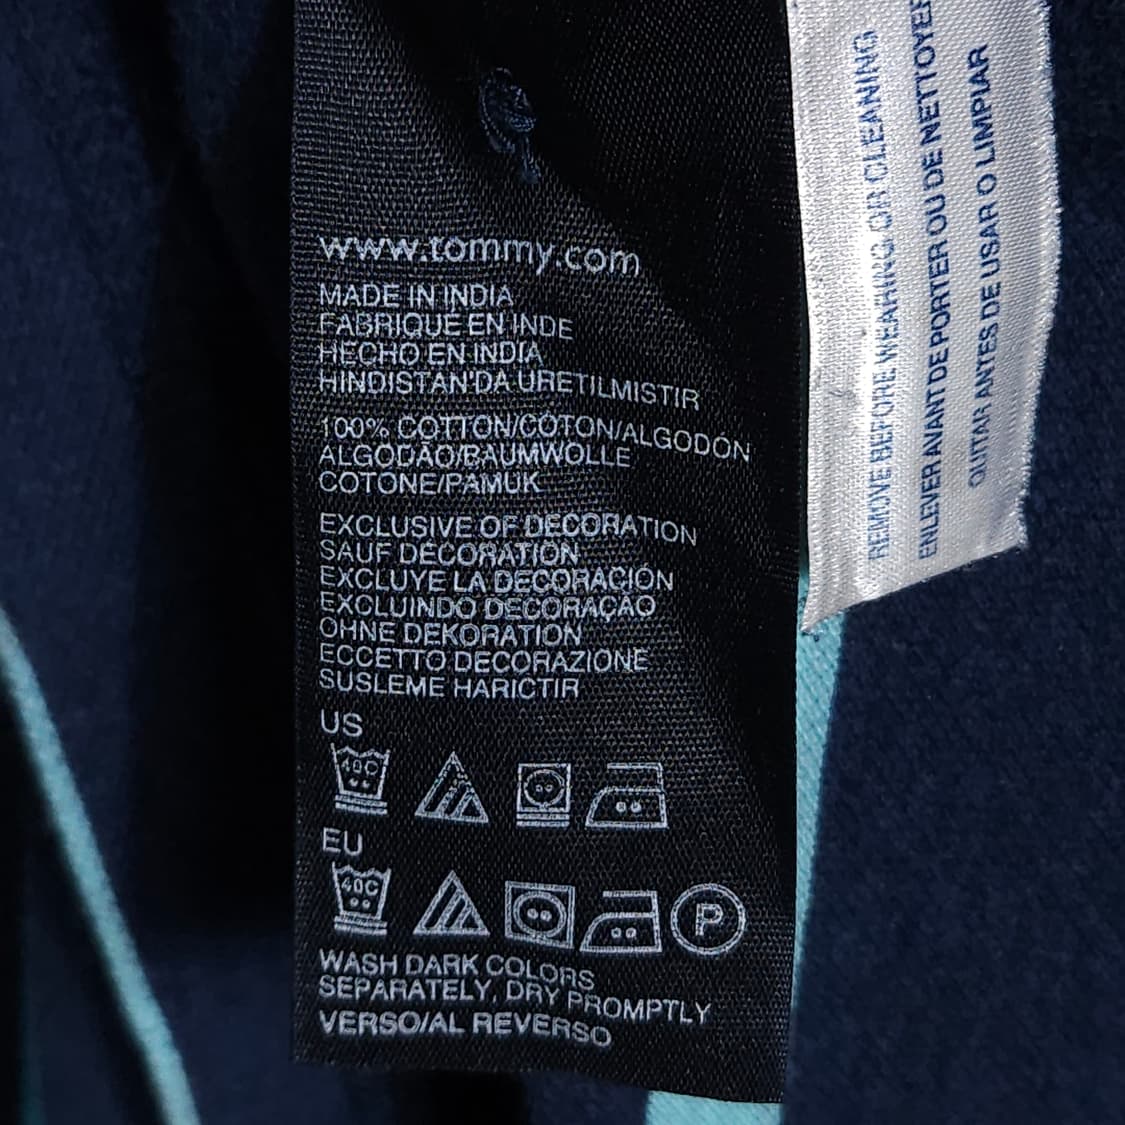 www.tommy.com
MADE IN INDIA
FABRIQUE EN INDE
HECHO EN INDIA
HINDISTAN'DA URETILMISTIR
100% COTTON/COTON/ALGODÓN
ALGODÃO/BAUMWOLLE
COTONE/PAMUK
EXCLUSIVE OF DECORATION
SAUF DÉCORATION
EXCLUYE LA DECORACIÓN
EXCLUINDO DECORAÇÃO
OHNE DEKORATION
ECCETTO DECORAZIONE
SUSLEME HARICTIR
US
40C
EU
40C
P
WASH DARK COLORS
SEPARATELY, DRY PROMPTLY
VERSO/AL REVERSO
REMOVE BEFORE WEARING OR CLEANING
ENLEVER AVANT DE PORTER OU DE NETTOYER
QUITAR ANTES DE USAR O LIMPIAR